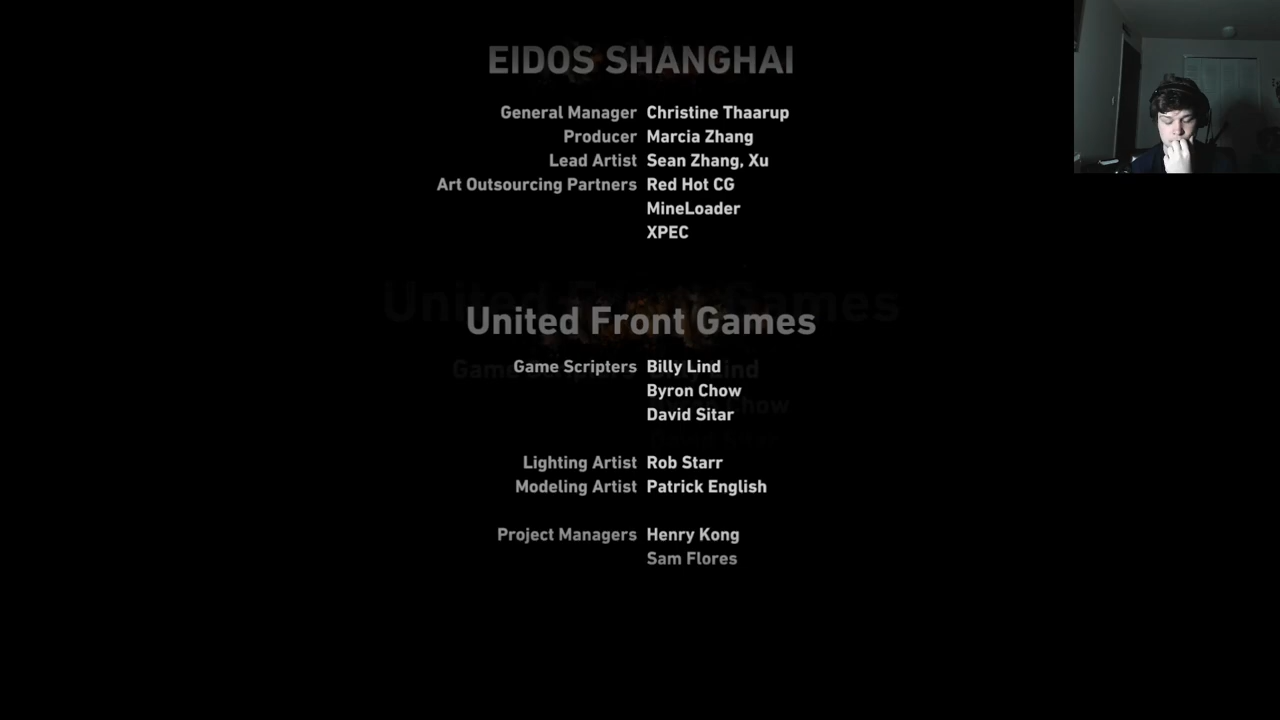 EIDOS SHANGHAI
General Manager Christine Thaarup
Producer Marcia Zhang
Lead Artist Sean Zhang, Xu
Art Outsourcing Partners Red Hot CG
MineLoader
XPEC
United Front Games
Game Scripters Billy Lind
Byron Chow
David Sitar
Lighting Artist Rob Starr
Modeling Artist Patrick English
Project Managers Henry Kong
Sam Flores